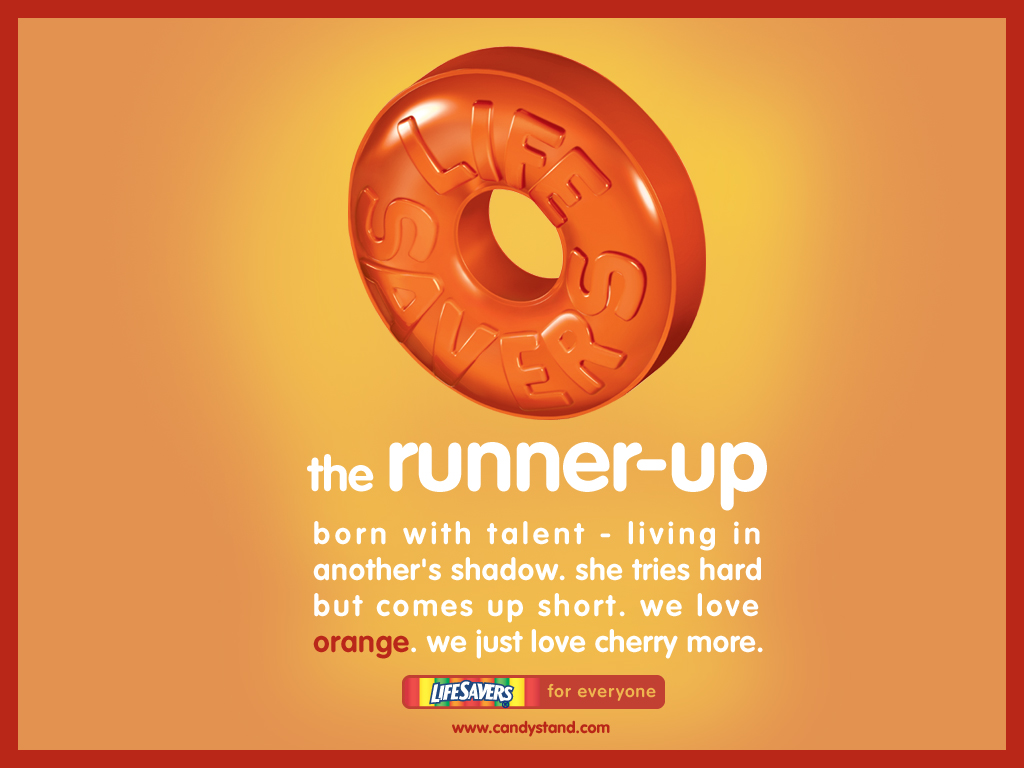 LIFE
SAVERS
the runner-up
born with talent - living in
another's shadow. she tries hard
but comes up short. we love
orange. we just love cherry more.
LIFESAVERS for everyone
www.candystand.com